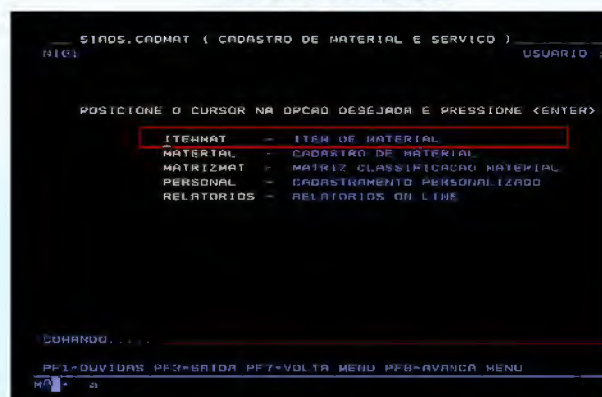 SIADS.CADMAT ( CADASTRO DE MATERIAL E SERVICO )
NI01 USUARIO :
POSICIONE O CURSOR NA OPCAO DESEJADA E PRESSIONE <ENTER>
ITEMMAT - ITEM DE MATERIAL
MATERIAL - CADASTRO DE MATERIAL
MATRIZMAT - MATRIZ CLASSIFICACAO MATERIAL
PERSONAL - CADASTRAMENTO PERSONALIZADO
RELATORIOS - RELATORIOS ON LINE
COMANDO.....
PF1=DUVIDAS PF3=SAIDA PF7=VOLTA MENU PF8=AVANCA MENU
MA + a